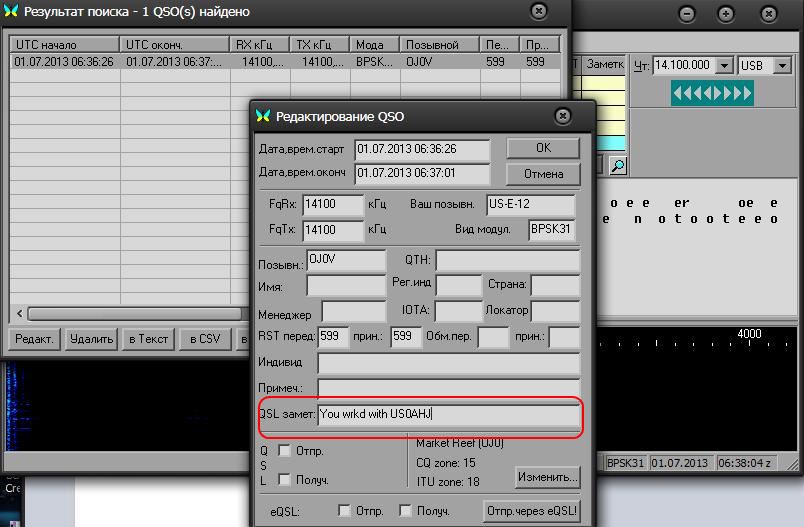 Результат поиска - 1 QSO(s) найдено
UTC начало UTC оконч. RX кГц TX кГц Мода Позывной Пе... Пр...
01.07.2013 06:36:26 01.07.2013 06:37:... 14100,... 14100,... BPSK... OJ0V 599 599
Редакт. Удалить в Текст в CSV в
Заметк
Чт: 14.100.000 USB
o e e er oe e
e n o t o o t e e o
4000
BPSK31 01.07.2013 06:38:04 z
Cre
Редактирование QSO
Дата,врем.старт 01.07.2013 06:36:26 OK
Дата,врем.оконч 01.07.2013 06:37:01 Отмена
FqRx: 14100 кГц Ваш позывн. US-E-12
FqTx: 14100 кГц Вид модул. BPSK31
Позывн.: OJ0V QTH:
Имя: Рег.инд Страна:
Менеджер IOTA: Локатор
RST перед: 599 прин.: 599 Обм.пер. прин.:
Индивид
Примеч.:
QSL замет: You wrkd with US0AHJ
Q S L
Отпр.
Получ.
Market Reef (OJ0)
CQ zone: 15
ITU zone: 18
Изменить...
eQSL: Отпр. Получ. Отпр.через eQSL!